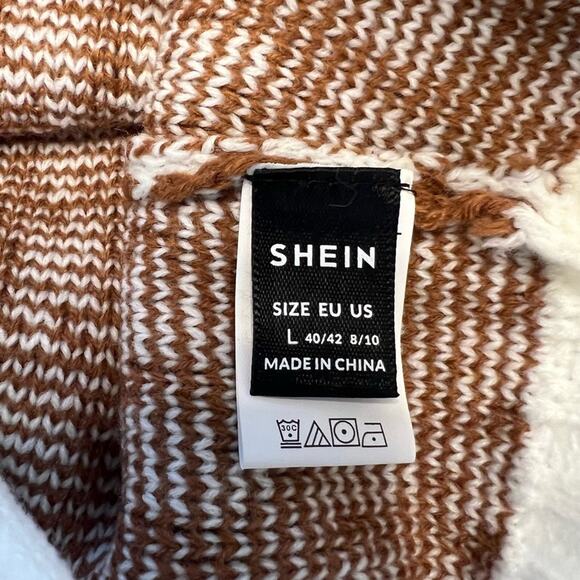 SHEIN
SIZE EU US
L 40/42 8/10
MADE IN CHINA
30C